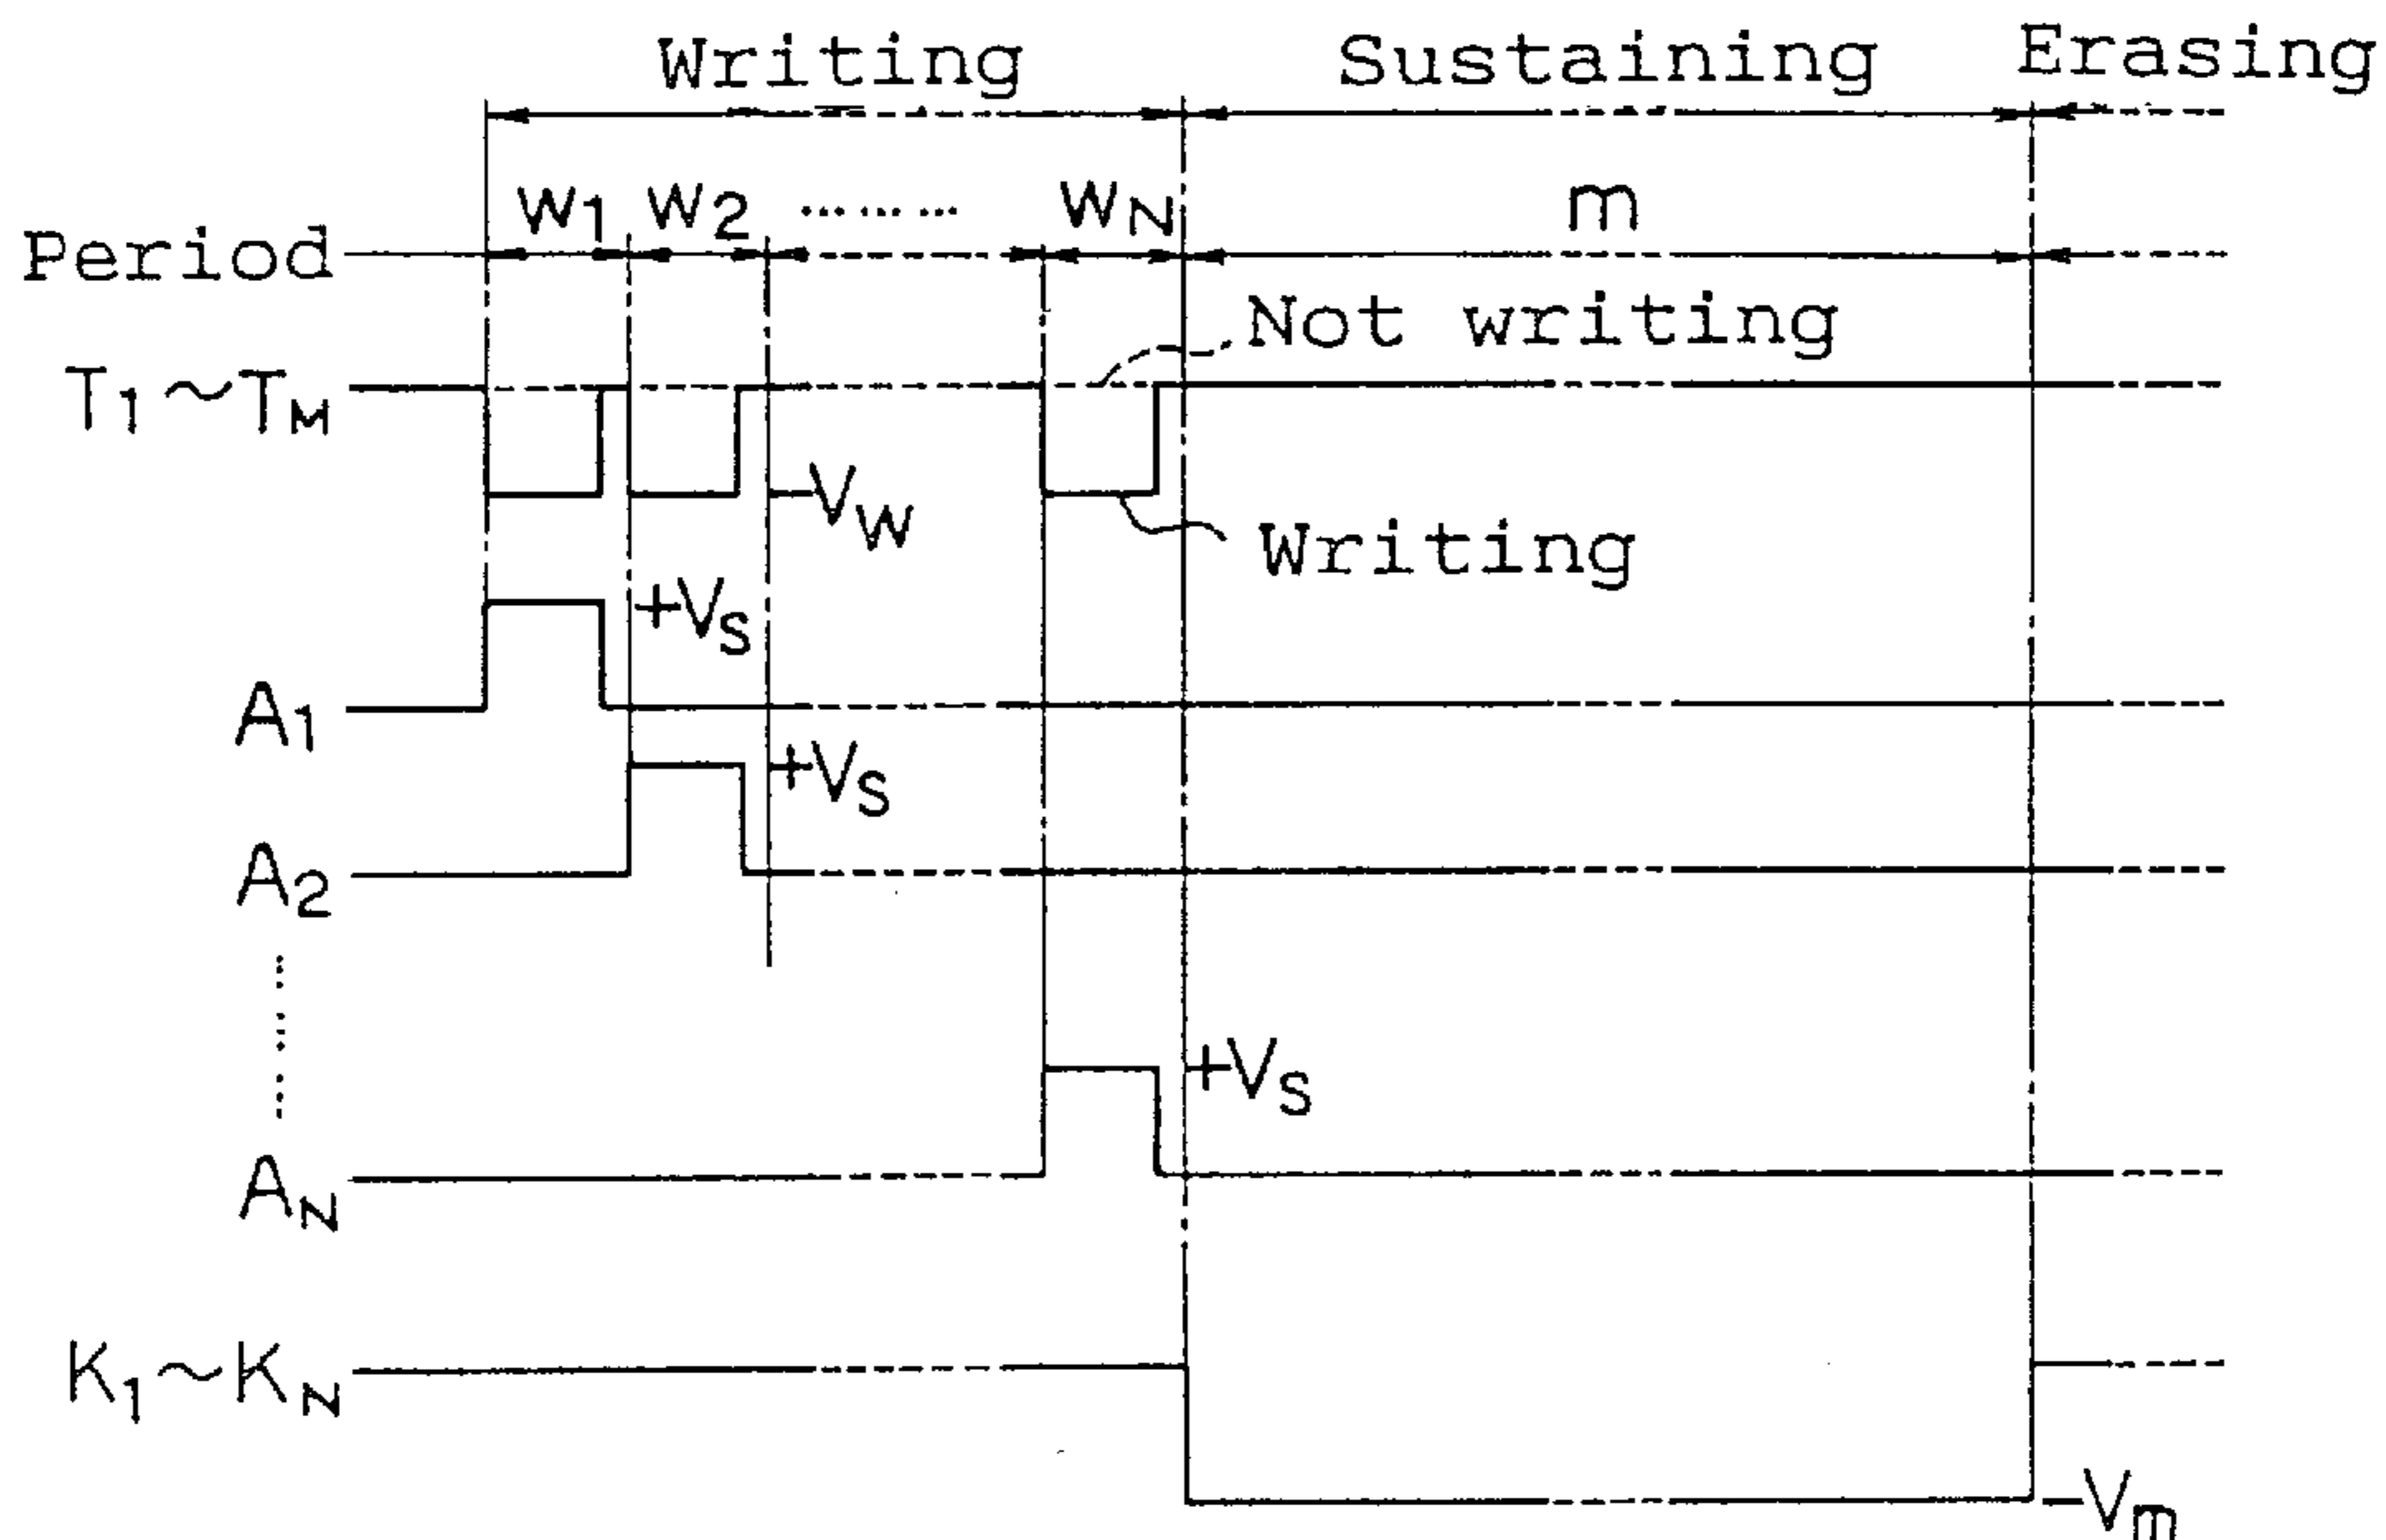 Writing Sustaining Erasing
W1 W2 ......... WN m
Period
Not writing
T1~TM
-VW
Writing
+VS
A1
+VS
A2
+VS
AN
K1~KN
-Vm